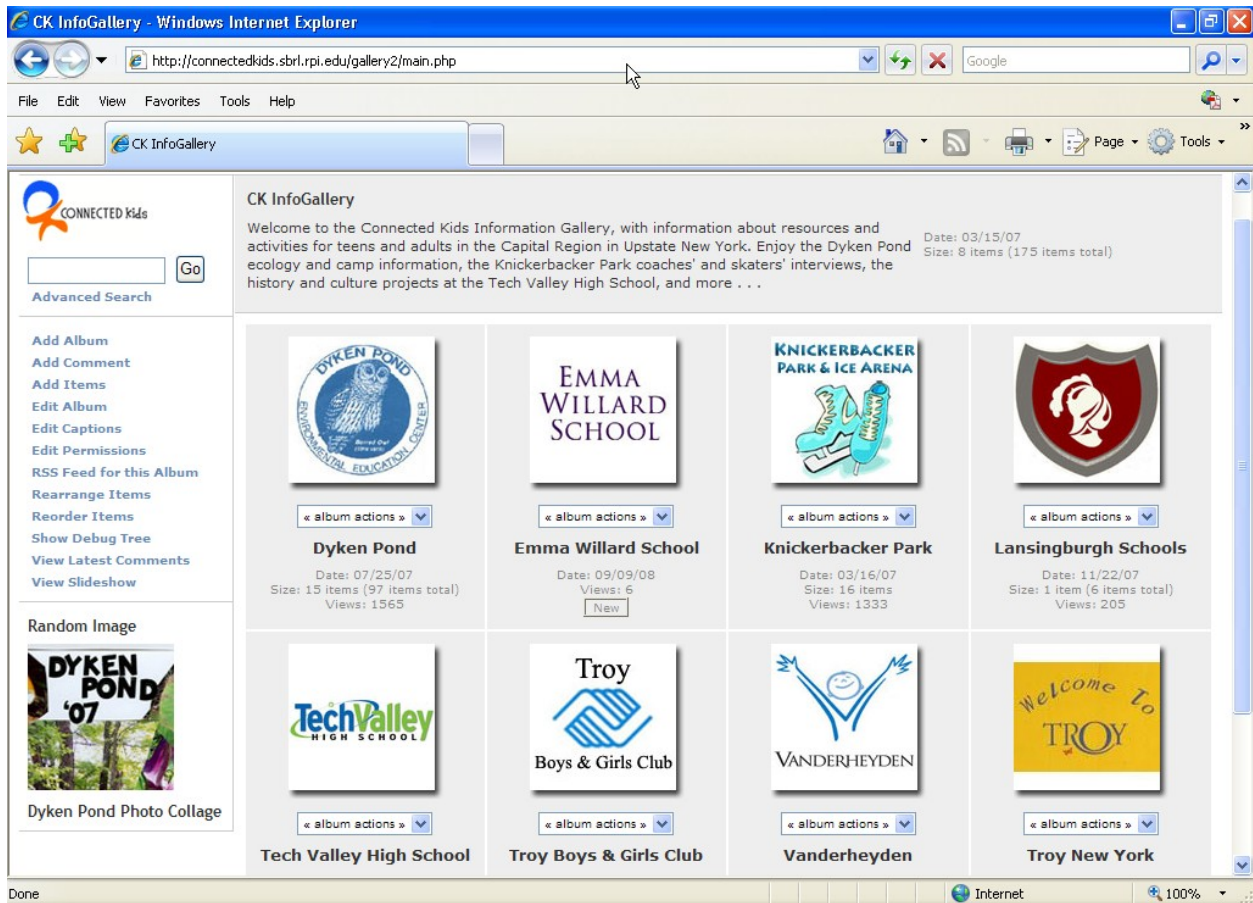 CK InfoGallery - Windows Internet Explorer
http://connectedkids.sbrl.rpi.edu/gallery2/main.php
Google
File Edit View Favorites Tools Help
CK InfoGallery
Page
Tools
CONNECTED kids
Go
Advanced Search
Add Album
Add Comment
Add Items
Edit Album
Edit Captions
Edit Permissions
RSS Feed for this Album
Rearrange Items
Reorder Items
Show Debug Tree
View Latest Comments
View Slideshow
Random Image
DYKEN
POND
'07
Dyken Pond Photo Collage
CK InfoGallery
Welcome to the Connected Kids Information Gallery, with information about resources and
activities for teens and adults in the Capital Region in Upstate New York. Enjoy the Dyken Pond
ecology and camp information, the Knickerbacker Park coaches' and skaters' interviews, the
history and culture projects at the Tech Valley High School, and more . . .
Date: 03/15/07
Size: 8 items (175 items total)
DYKEN POND
ENVIRONMENTAL EDUCATION CENTER
Barred Owl
« album actions »
Dyken Pond
Date: 07/25/07
Size: 15 items (97 items total)
Views: 1565
EMMA
WILLARD
SCHOOL
« album actions »
Emma Willard School
Date: 09/09/08
Views: 6
New
KNICKERBACKER
PARK & ICE ARENA
« album actions »
Knickerbacker Park
Date: 03/16/07
Size: 16 items
Views: 1333
« album actions »
Lansingburgh Schools
Date: 11/22/07
Size: 1 item (6 items total)
Views: 205
TechValley
HIGH SCHOOL
« album actions »
Tech Valley High School
Troy
Boys & Girls Club
« album actions »
Troy Boys & Girls Club
VANDERHEYDEN
« album actions »
Vanderheyden
Welcome To
TROY
« album actions »
Troy New York
Done
Internet
100%